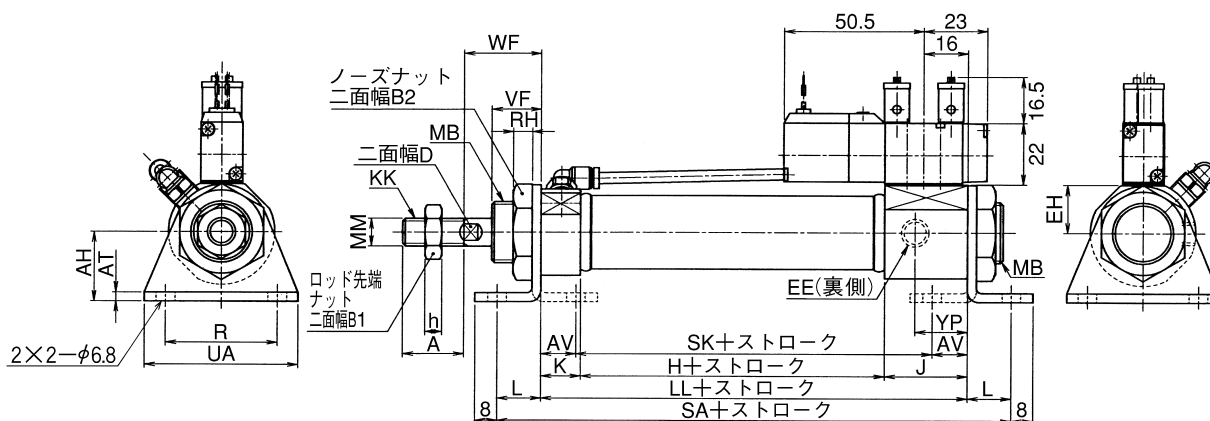 50.5
23
16
WF
ノーズナット
二面幅B2
VF
RH
MB
二面幅D
KK
MM
16.5
22
EH
AH
AT
ロッド先端
ナット
二面幅B1
h
A
EE(裏側)
MB
R
UA
2×2－φ6.8
YP
AV
SK＋ストローク
AV
K
H＋ストローク
J
L
LL＋ストローク
L
8
SA＋ストローク
8